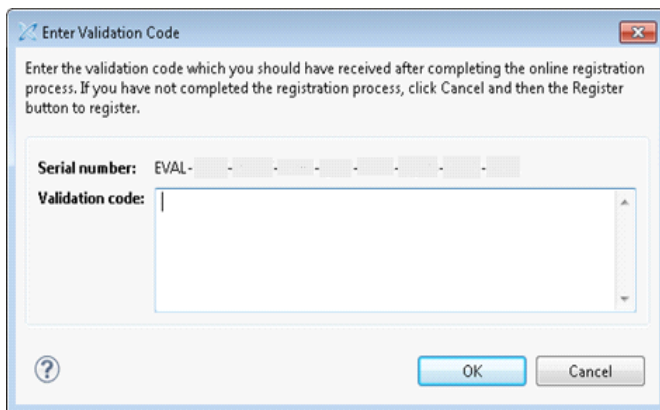 Enter Validation Code
Enter the validation code which you should have received after completing the online registration
process. If you have not completed the registration process, click Cancel and then the Register
button to register.
Serial number: EVAL- - - - - - - -
Validation code:
OK Cancel